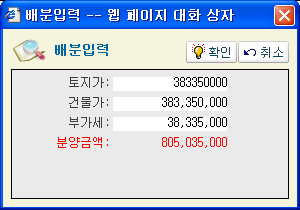 배분입력 -- 웹 페이지 대화 상자
배분입력 확인 취소
토지가: 383350000
건물가: 383,350,000
부가세: 38,335,000
분양금액: 805,035,000